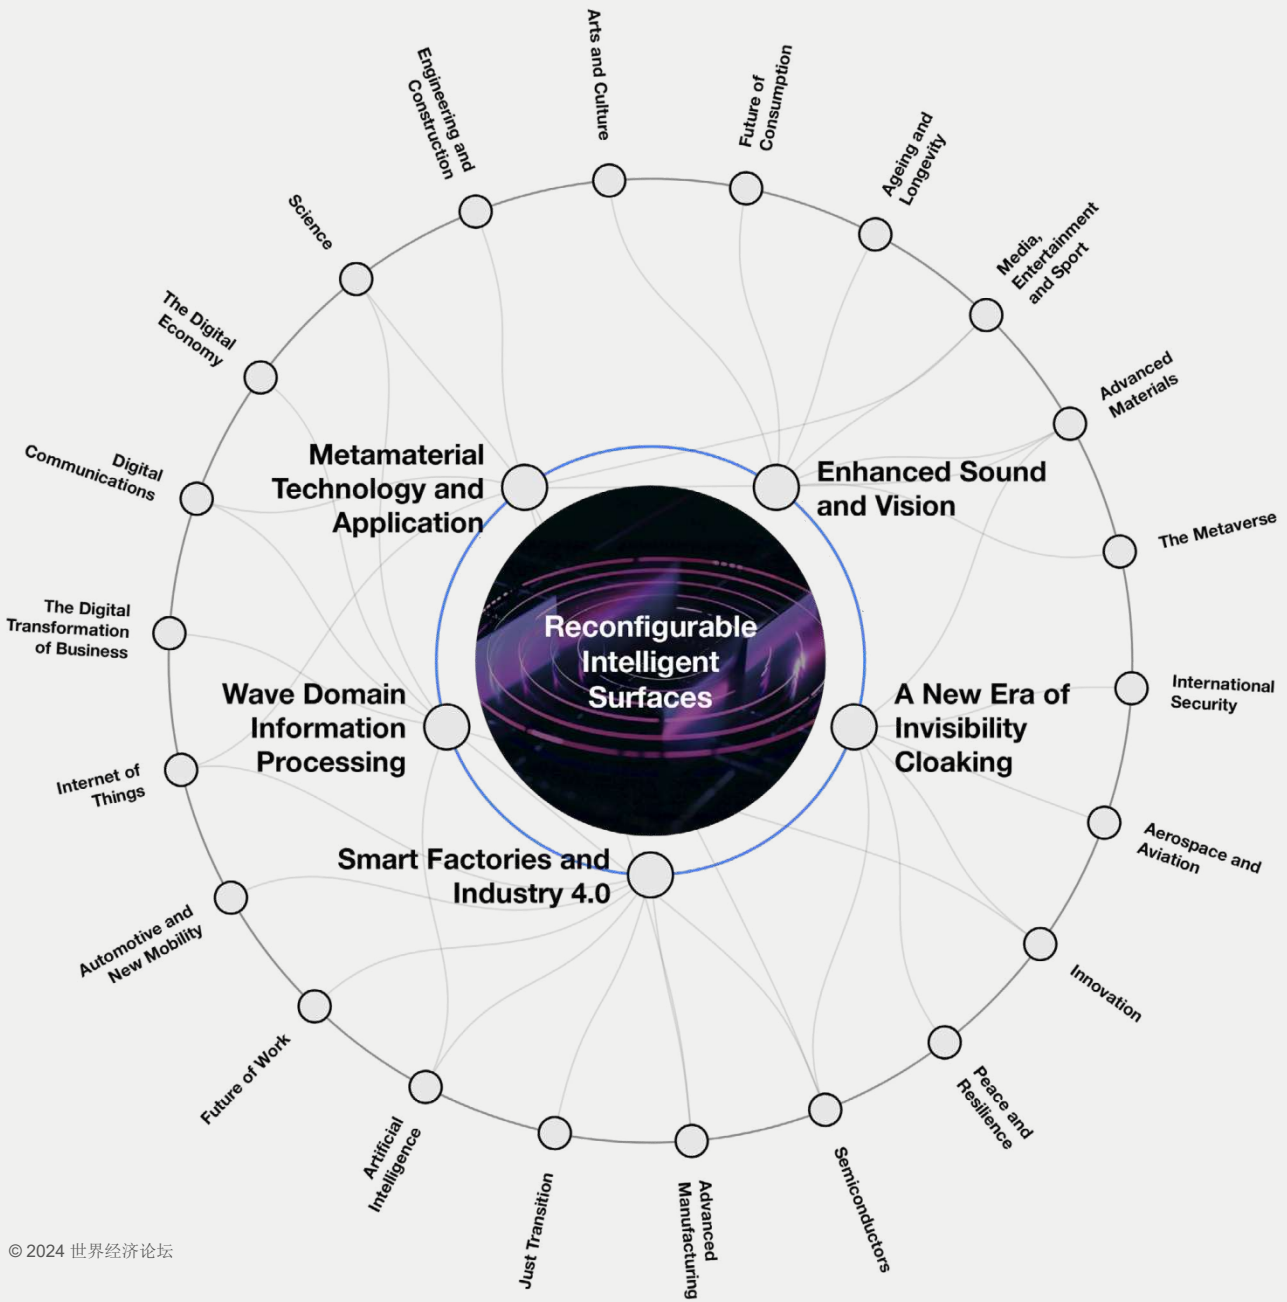 Arts and Culture
Future of
Consumption
Engineering and
Construction
Ageing and
Longevity
Science
Media,
Entertainment
and Sport
The Digital
Economy
Advanced
Materials
Digital
Communications
Metamaterial
Technology and
Application
Enhanced Sound
and Vision
The Metaverse
The Digital
Transformation
of Business
Reconfigurable
Intelligent
Surfaces
Wave Domain
Information
Processing
A New Era of
Invisibility
Cloaking
International
Security
Internet of
Things
Aerospace and
Aviation
Smart Factories and
Industry 4.0
Automotive and
New Mobility
Innovation
Future of Work
Peace and
Resilience
Artificial
Intelligence
Just Transition
Advanced
Manufacturing
Semiconductors
© 2024 世界经济论坛